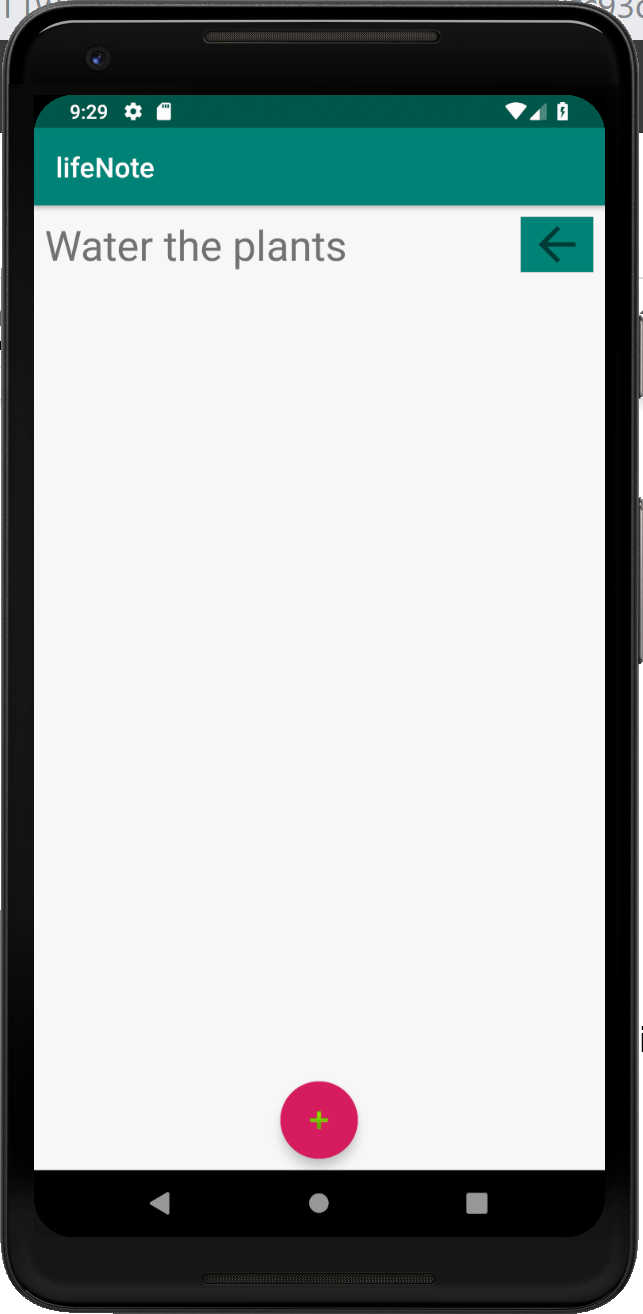 9:29
lifeNote
Water the plants
+